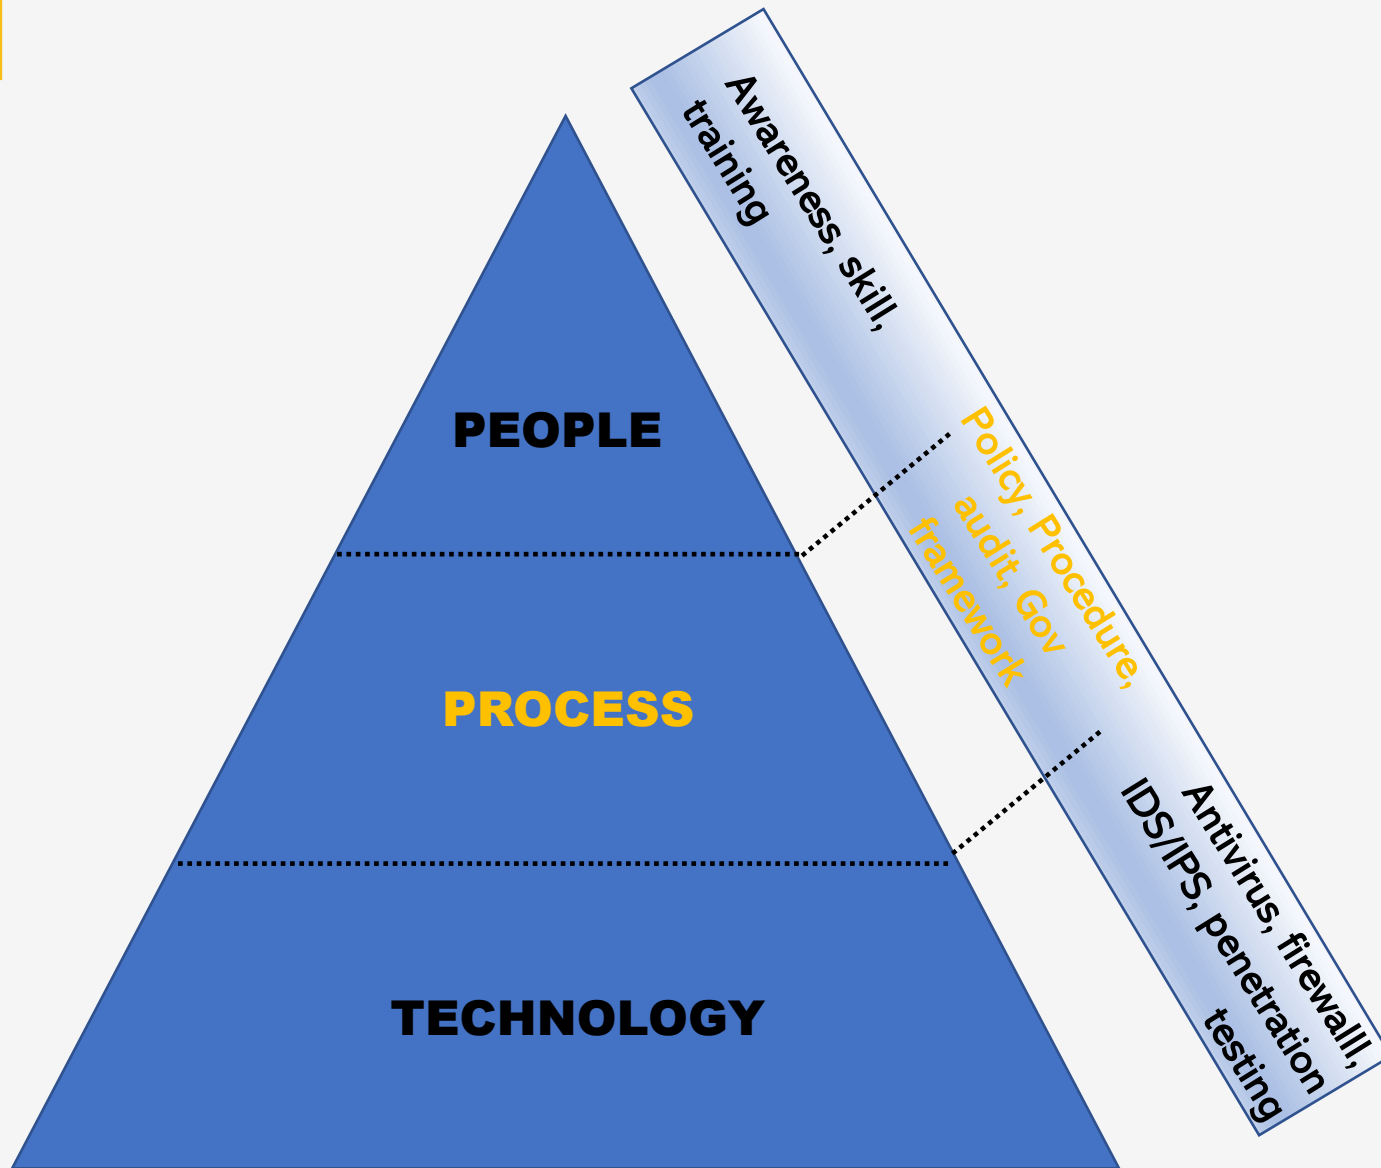 Awareness, skill,
training
PEOPLE
Policy, Procedure,
audit, Gov
framework
PROCESS
Antivirus, firewalll,
IDS/IPS, penetration
testing
TECHNOLOGY